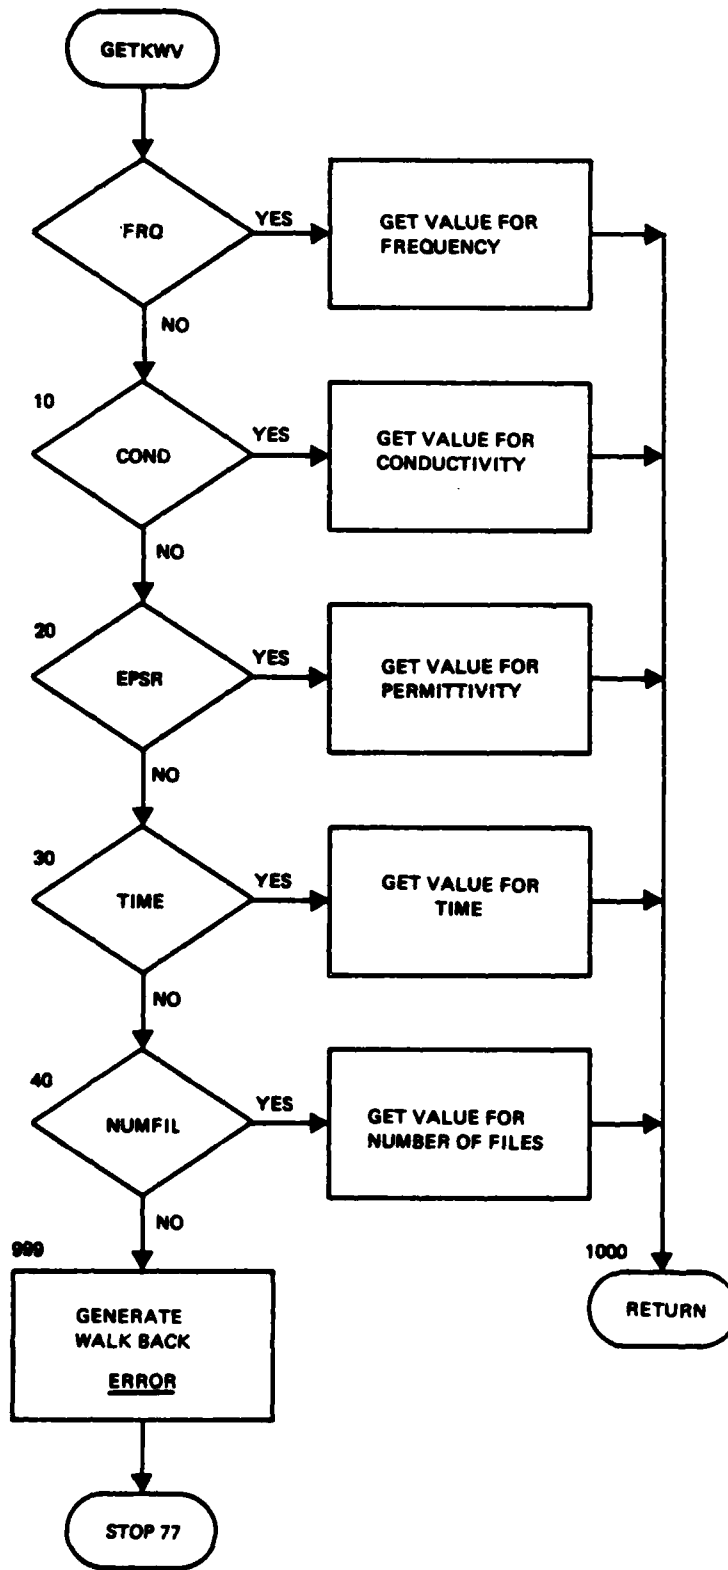 GETKWV
FRQ
YES
GET VALUE FOR
FREQUENCY
NO
10
COND
YES
GET VALUE FOR
CONDUCTIVITY
NO
20
EPSR
YES
GET VALUE FOR
PERMITTIVITY
NO
30
TIME
YES
GET VALUE FOR
TIME
NO
40
NUMFIL
YES
GET VALUE FOR
NUMBER OF FILES
NO
999
GENERATE
WALK BACK
ERROR
1000
RETURN
STOP 77